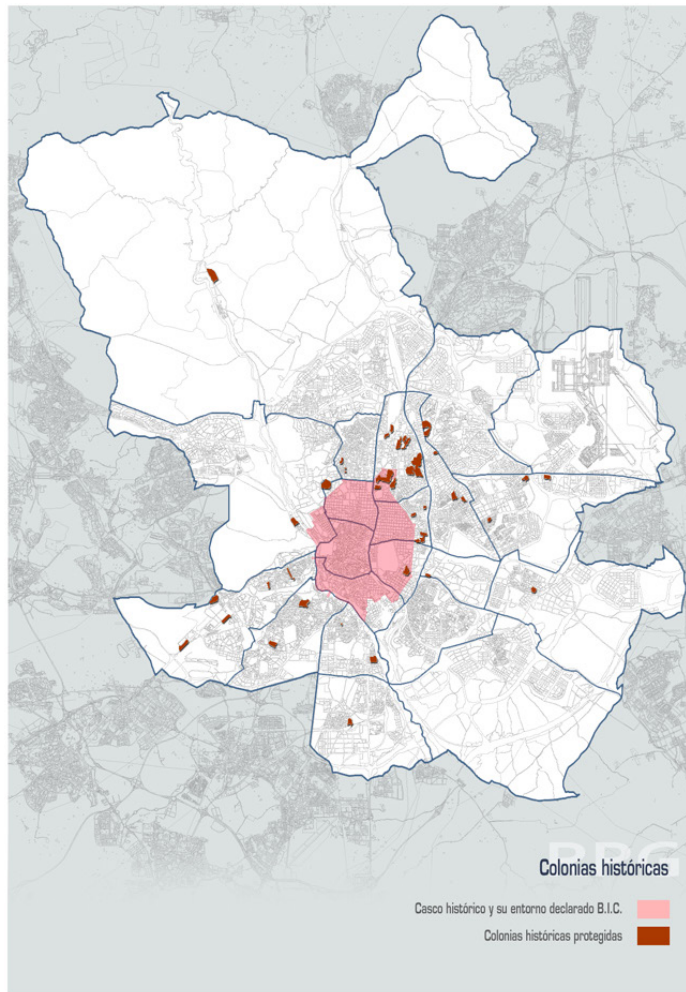 Colonias históricas
Casco histórico y su entorno declarado B.I.C.
Colonias históricas protegidas